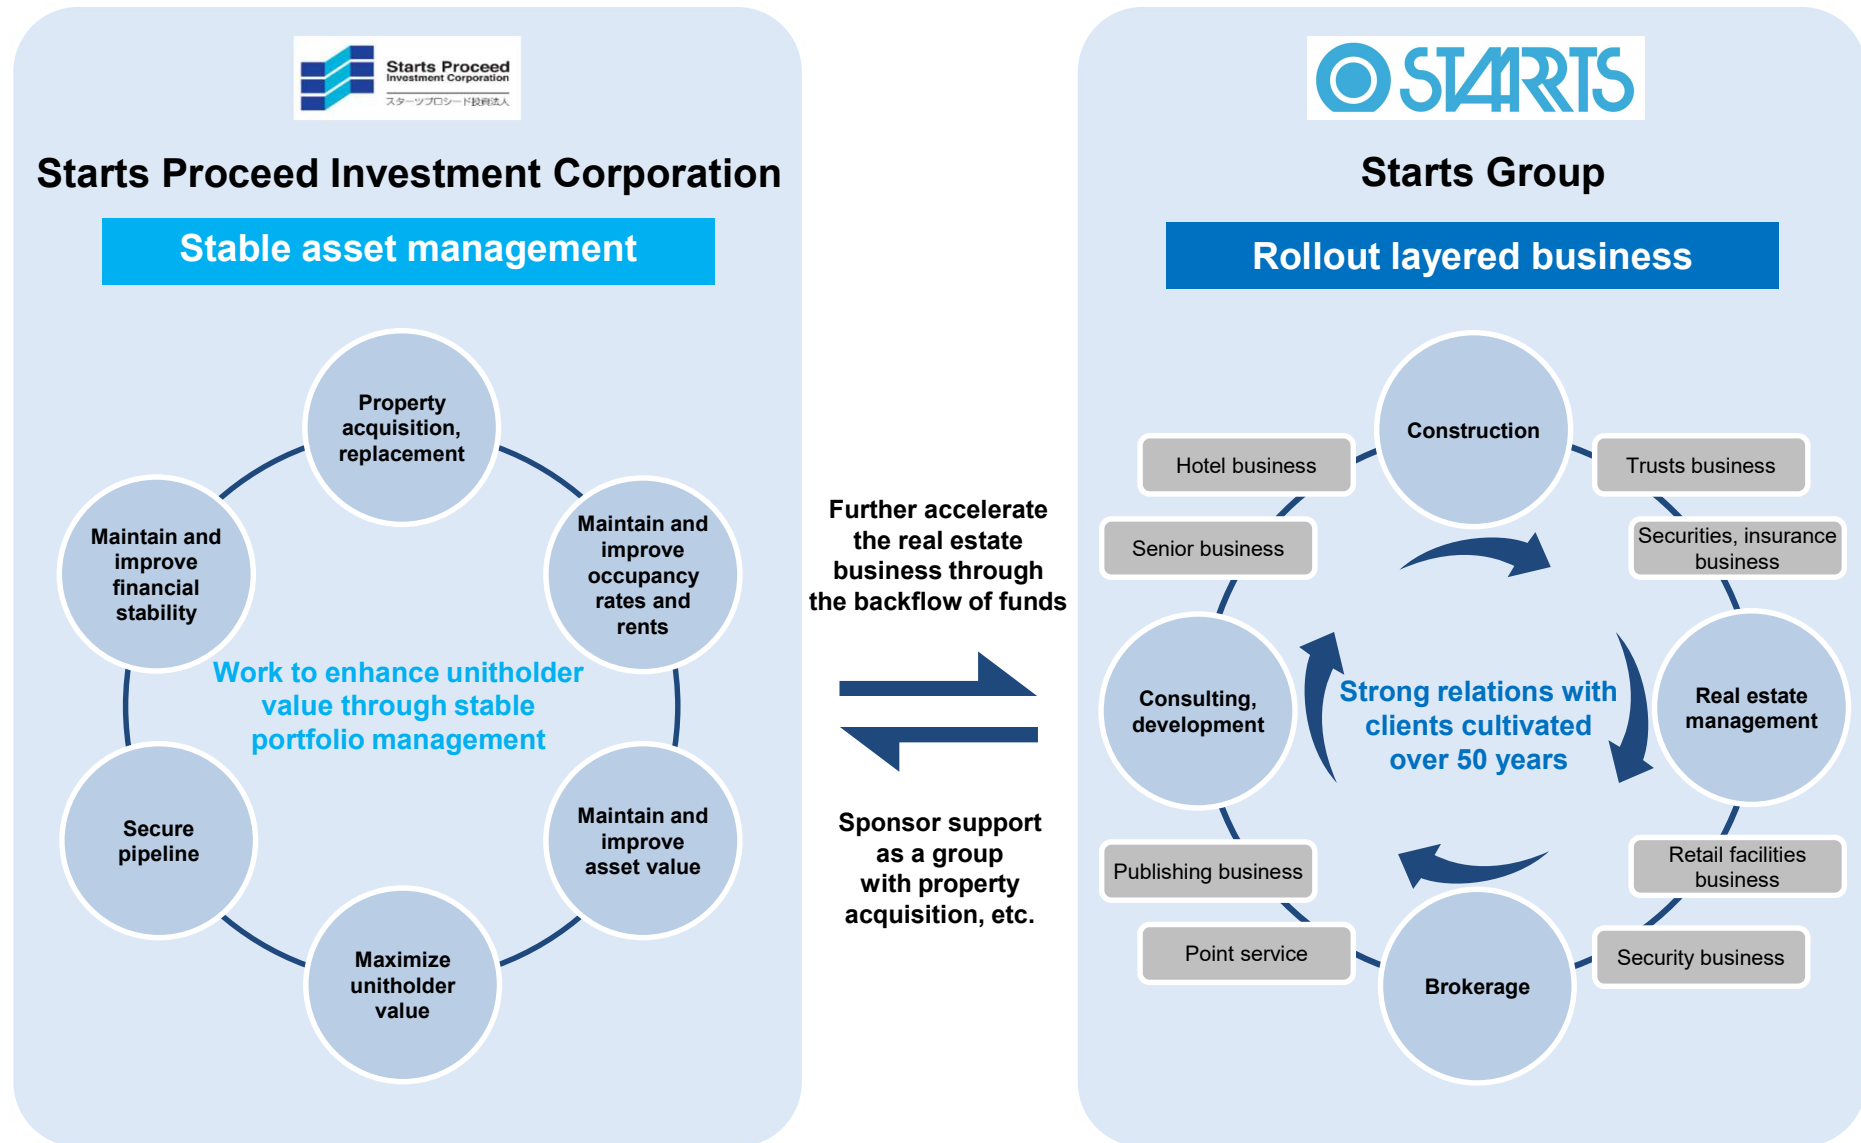 Starts Proceed
Investment Corporation
スターツプロシード投資法人
Starts Proceed Investment Corporation
Stable asset management
Property
acquisition,
replacement
Maintain and
improve
financial
stability
Maintain and
improve
occupancy
rates and
rents
Work to enhance unitholder
value through stable
portfolio management
Secure
pipeline
Maintain and
improve
asset value
Maximize
unitholder
value
Further accelerate
the real estate
business through
the backflow of funds
Sponsor support
as a group
with property
acquisition, etc.
STARTS
Starts Group
Rollout layered business
Construction
Hotel business
Trusts business
Senior business
Securities, insurance
business
Consulting,
development
Strong relations with
clients cultivated
over 50 years
Real estate
management
Publishing business
Retail facilities
business
Point service
Security business
Brokerage